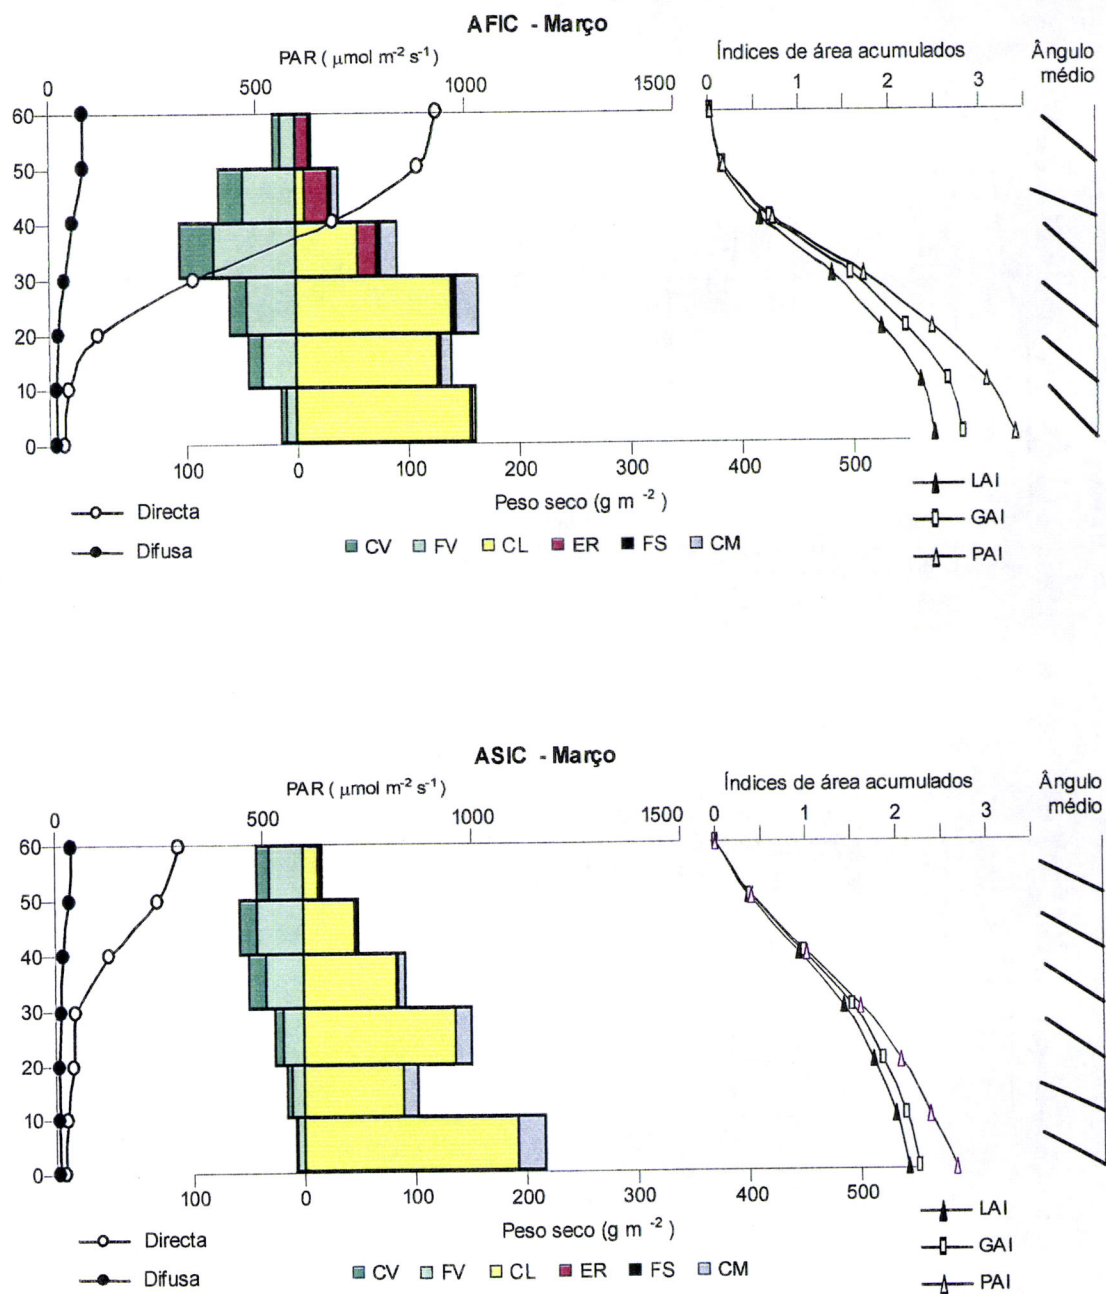 AFIC - Março
PAR ( μmol m⁻² s⁻¹)
Índices de área acumulados
Ângulo médio
0 500 1000 1500
0 1 2 3
60
50
40
30
20
10
0
100 0 100 200 300 400 500
Peso seco (g m ⁻²)
Directa
Difusa
CV FV CL ER FS CM
LAI
GAI
PAI
ASIC - Março
PAR ( μmol m⁻² s⁻¹)
Índices de área acumulados
Ângulo médio
0 500 1000 1500
0 1 2 3
60
50
40
30
20
10
0
100 0 100 200 300 400 500
Peso seco (g m ⁻²)
Directa
Difusa
CV FV CL ER FS CM
LAI
GAI
PAI